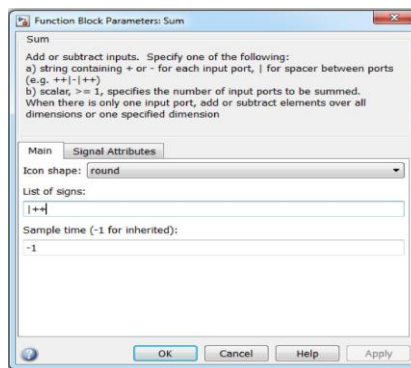 Function Block Parameters: Sum
Sum
Add or subtract inputs. Specify one of the following:
a) string containing + or - for each input port, | for spacer between ports
(e.g. ++|-|++)
b) scalar, >= 1, specifies the number of input ports to be summed.
When there is only one input port, add or subtract elements over all
dimensions or one specified dimension
Main Signal Attributes
Icon shape: round
List of signs:
|++
Sample time (-1 for inherited):
-1
OK Cancel Help Apply